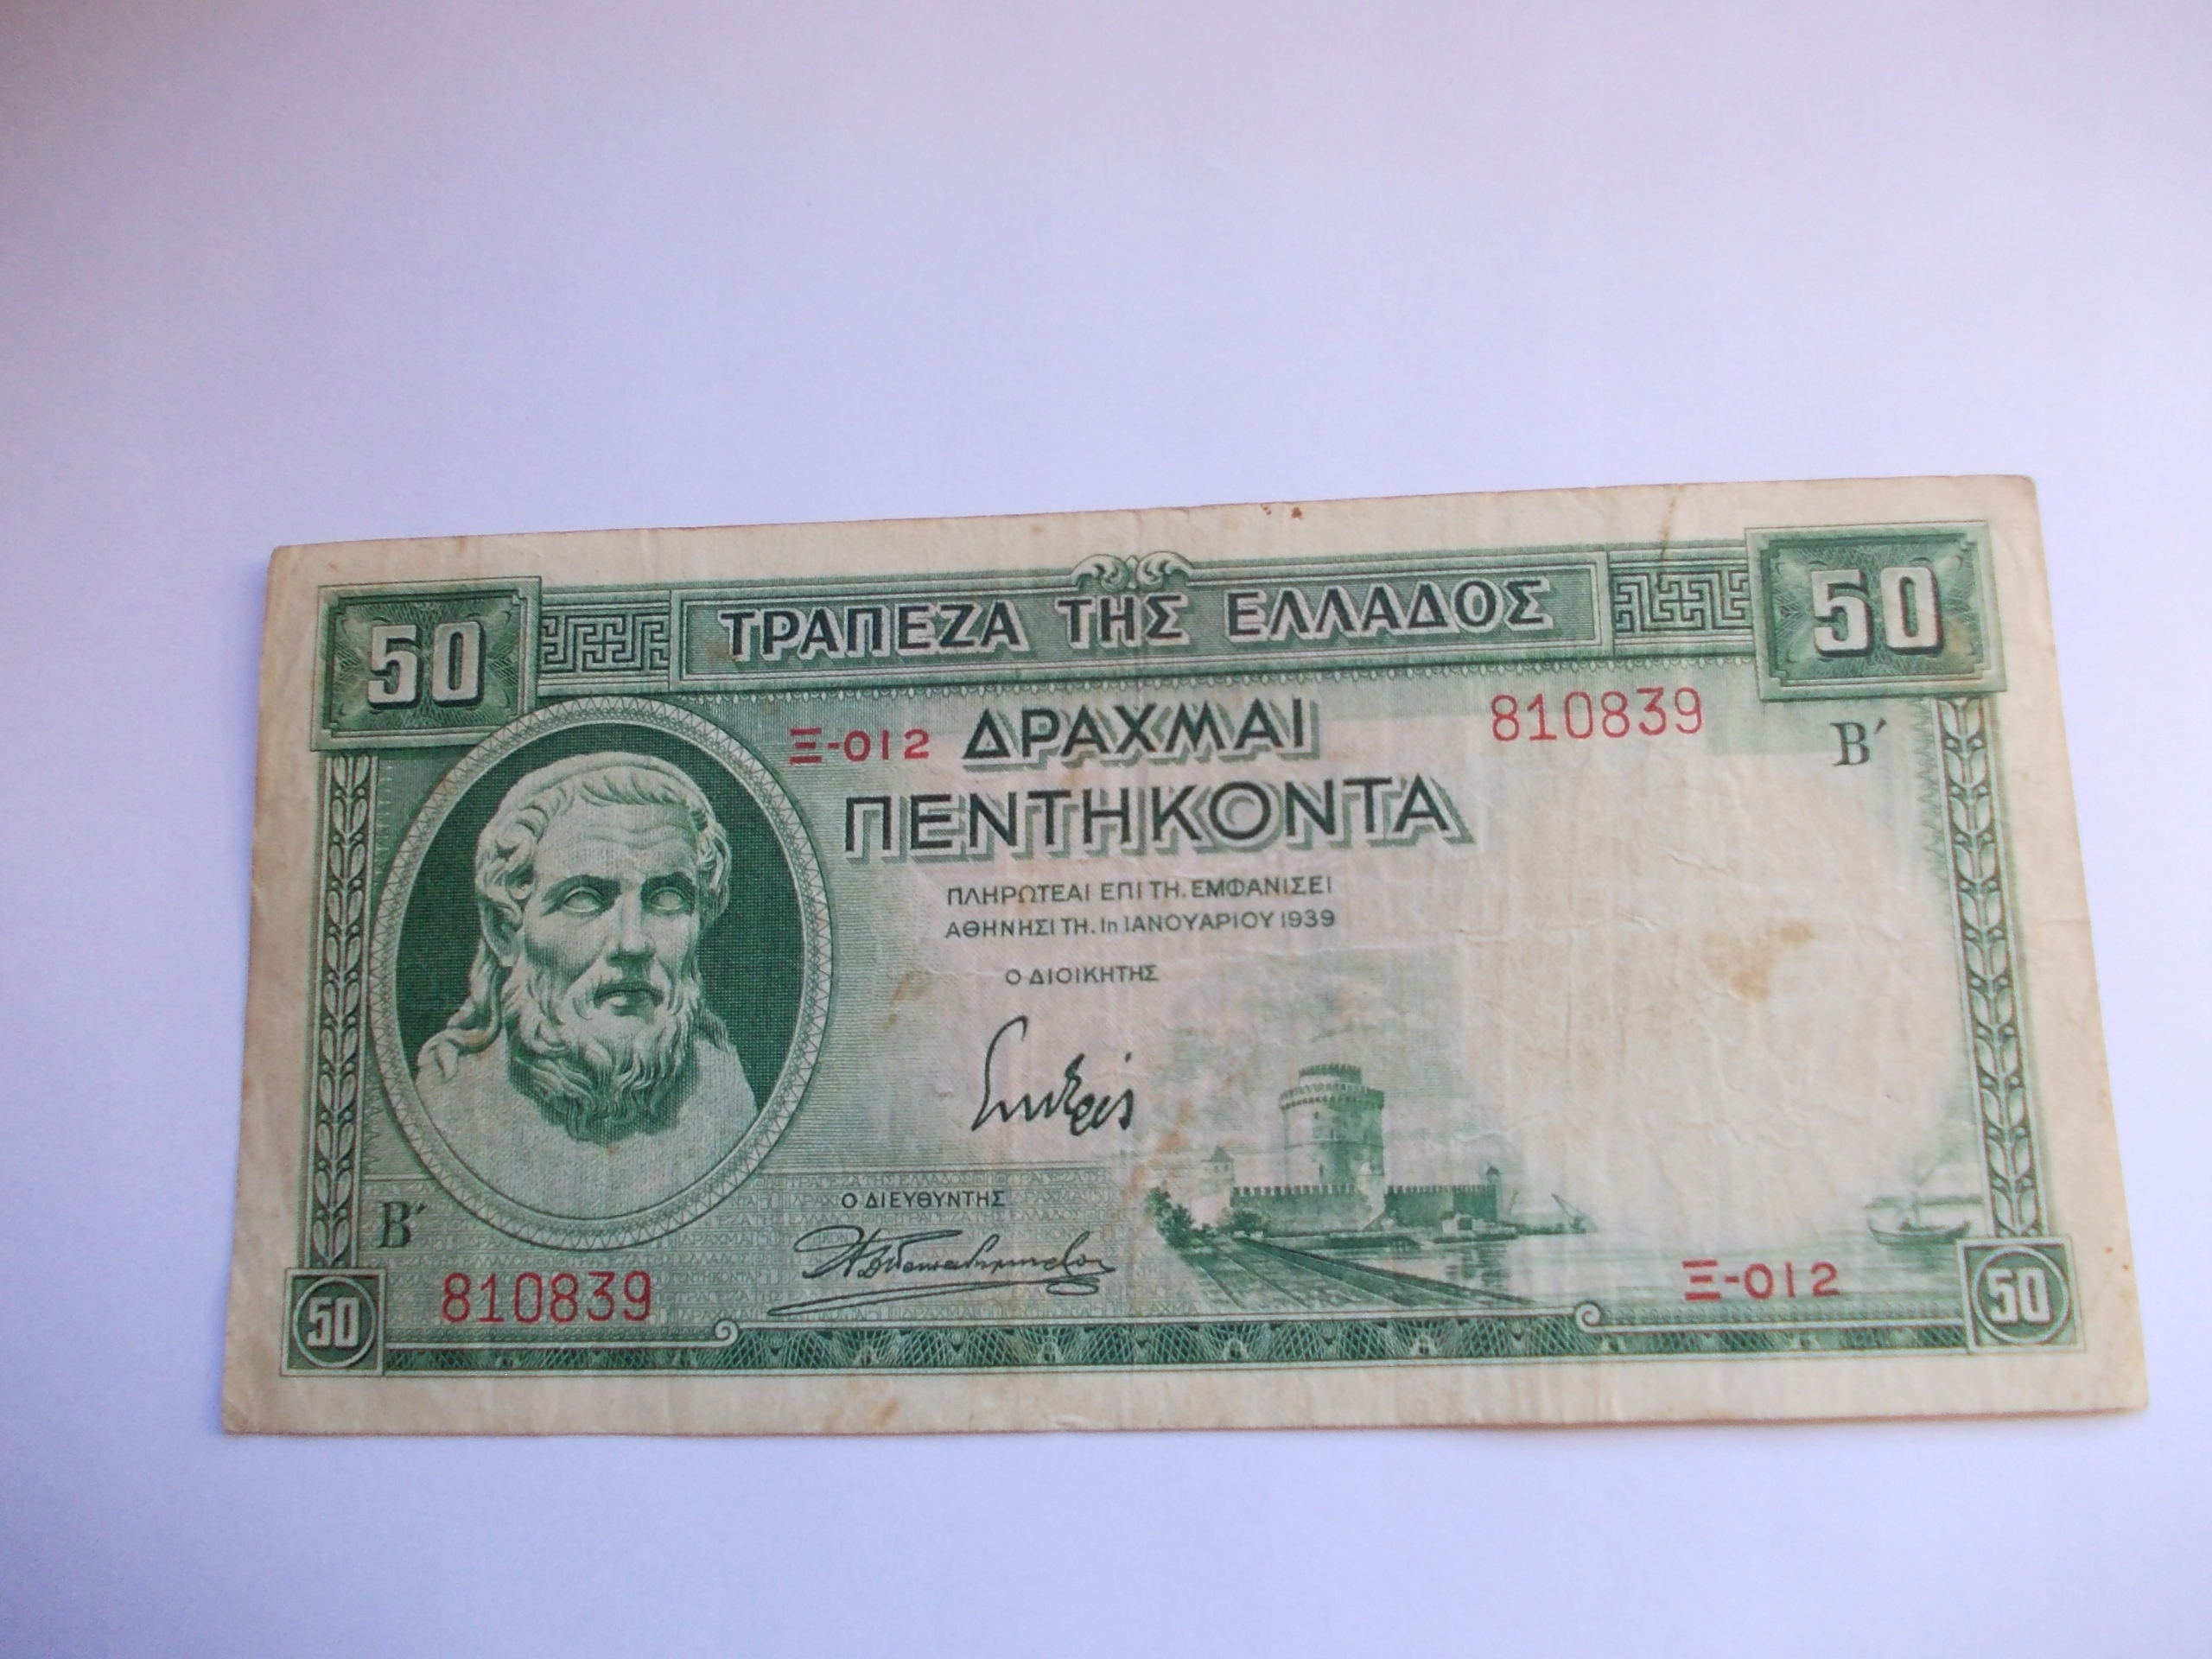 50
ΤΡΑΠΕΖΑ ΤΗΣ ΕΛΛΑΔΟΣ
50
Ξ-012
ΔΡΑΧΜΑΙ
810839
Β΄
ΠΕΝΤΗΚΟΝΤΑ
ΠΛΗΡΩΤΕΑΙ ΕΠΙ ΤΗ. ΕΜΦΑΝΙΣΕΙ
ΑΘΗΝΗΣΙ ΤΗ. 1η ΙΑΝΟΥΑΡΙΟΥ 1939
Ο ΔΙΟΙΚΗΤΗΣ
Ο ΔΙΕΥΘΥΝΤΗΣ
Β΄
810839
Ξ-012
50
50